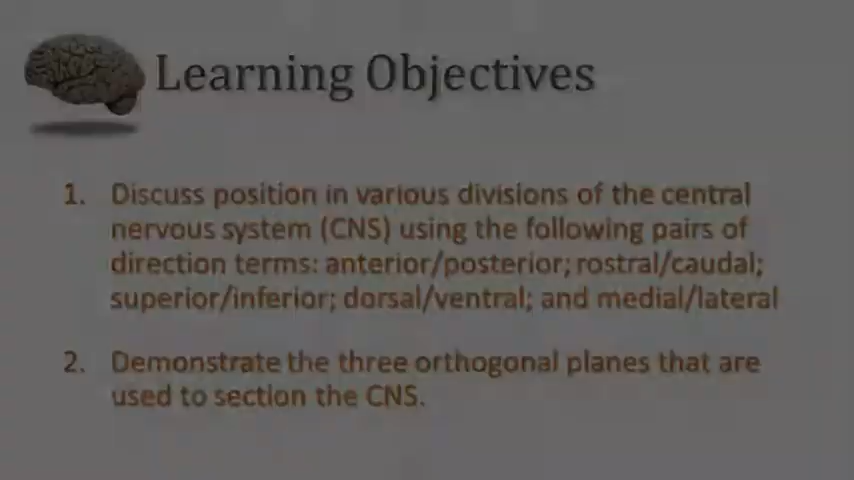 Learning Objectives
1. Discuss position in various divisions of the central
nervous system (CNS) using the following pairs of
direction terms: anterior/posterior; rostral/caudal;
superior/inferior; dorsal/ventral; and medial/lateral
2. Demonstrate the three orthogonal planes that are
used to section the CNS.